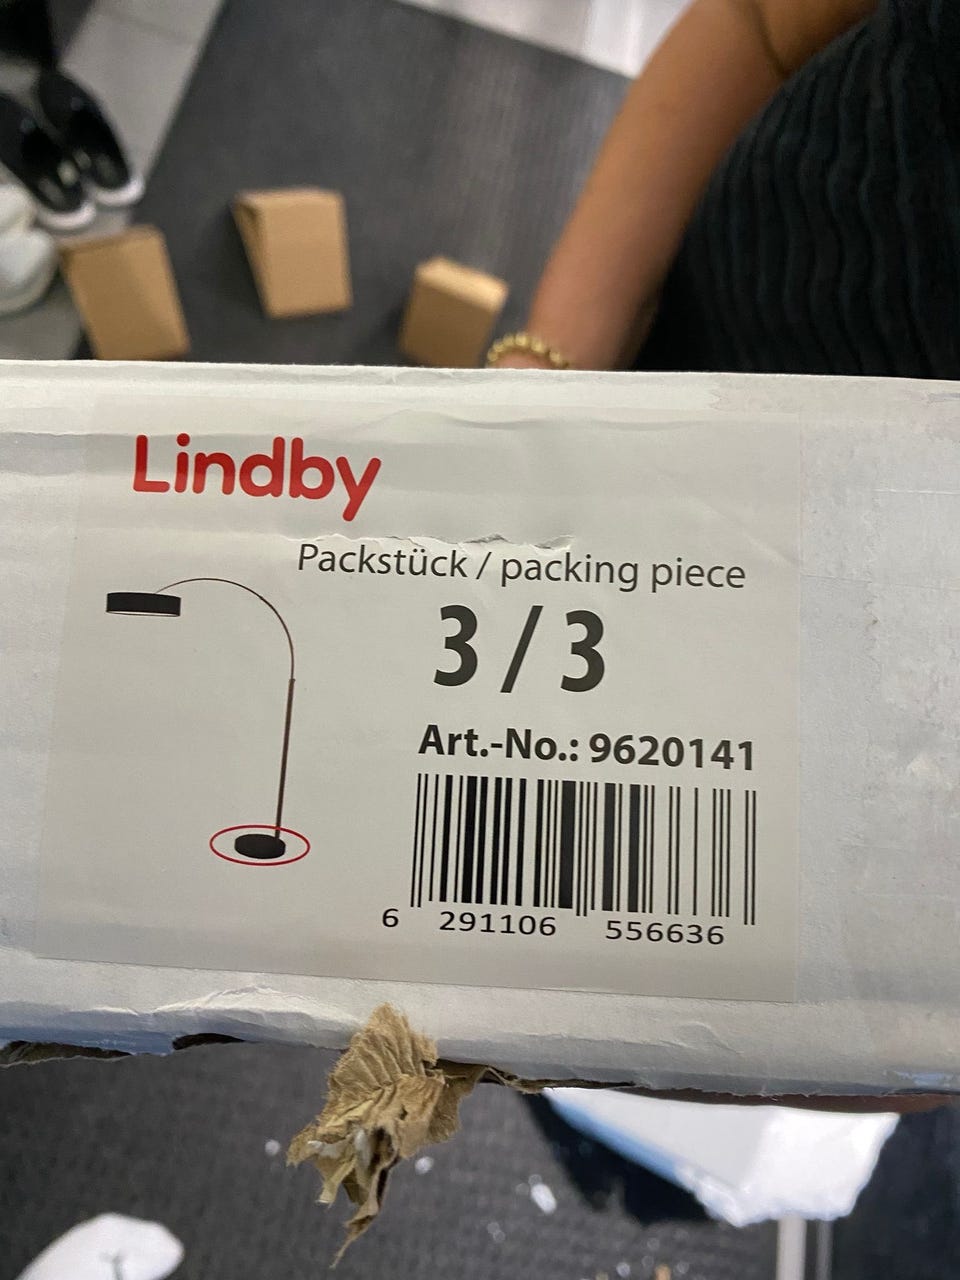 Lindby
Packstück / packing piece
3 / 3
Art.-No.: 9620141
6 291106 556636